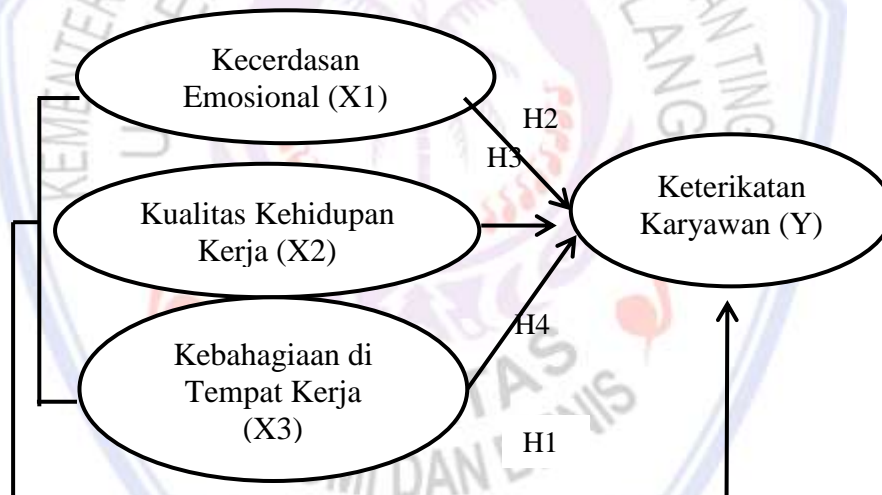 Kecerdasan
Emosional (X1)
H2
H3
Kualitas Kehidupan
Kerja (X2)
Keterikatan
Karyawan (Y)
H4
Kebahagiaan di
Tempat Kerja
(X3)
H1